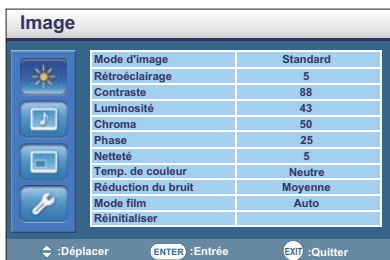 Image
Mode d'image Standard
Rétroéclairage 5
Contraste 88
Luminosité 43
Chroma 50
Phase 25
Netteté 5
Temp. de couleur Neutre
Réduction du bruit Moyenne
Mode film Auto
Réinitialiser
:Déplacer ENTER :Entrée EXIT :Quitter